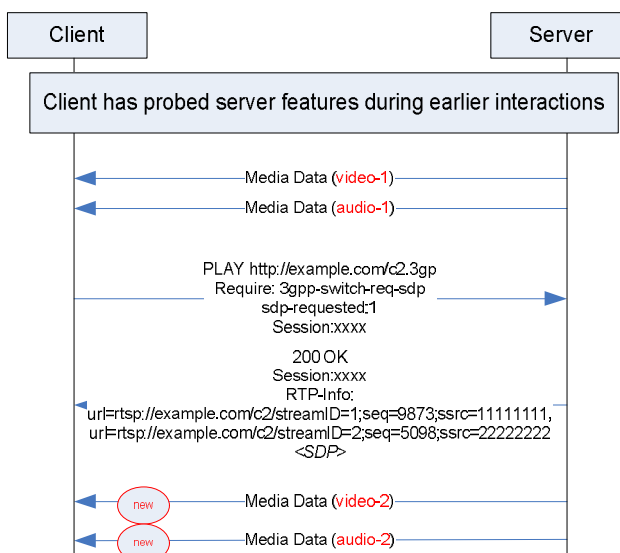 Client
Server
Client has probed server features during earlier interactions
Media Data (video-1)
Media Data (audio-1)
PLAY http://example.com/c2.3gp
Require: 3gpp-switch-req-sdp
sdp-requested:1
Session:xxxx
200 OK
Session:xxxx
RTP-Info:
url=rtsp://example.com/c2/streamID=1;seq=9873;ssrc=11111111,
url=rtsp://example.com/c2/streamID=2;seq=5098;ssrc=22222222
<SDP>
new
Media Data (video-2)
new
Media Data (audio-2)